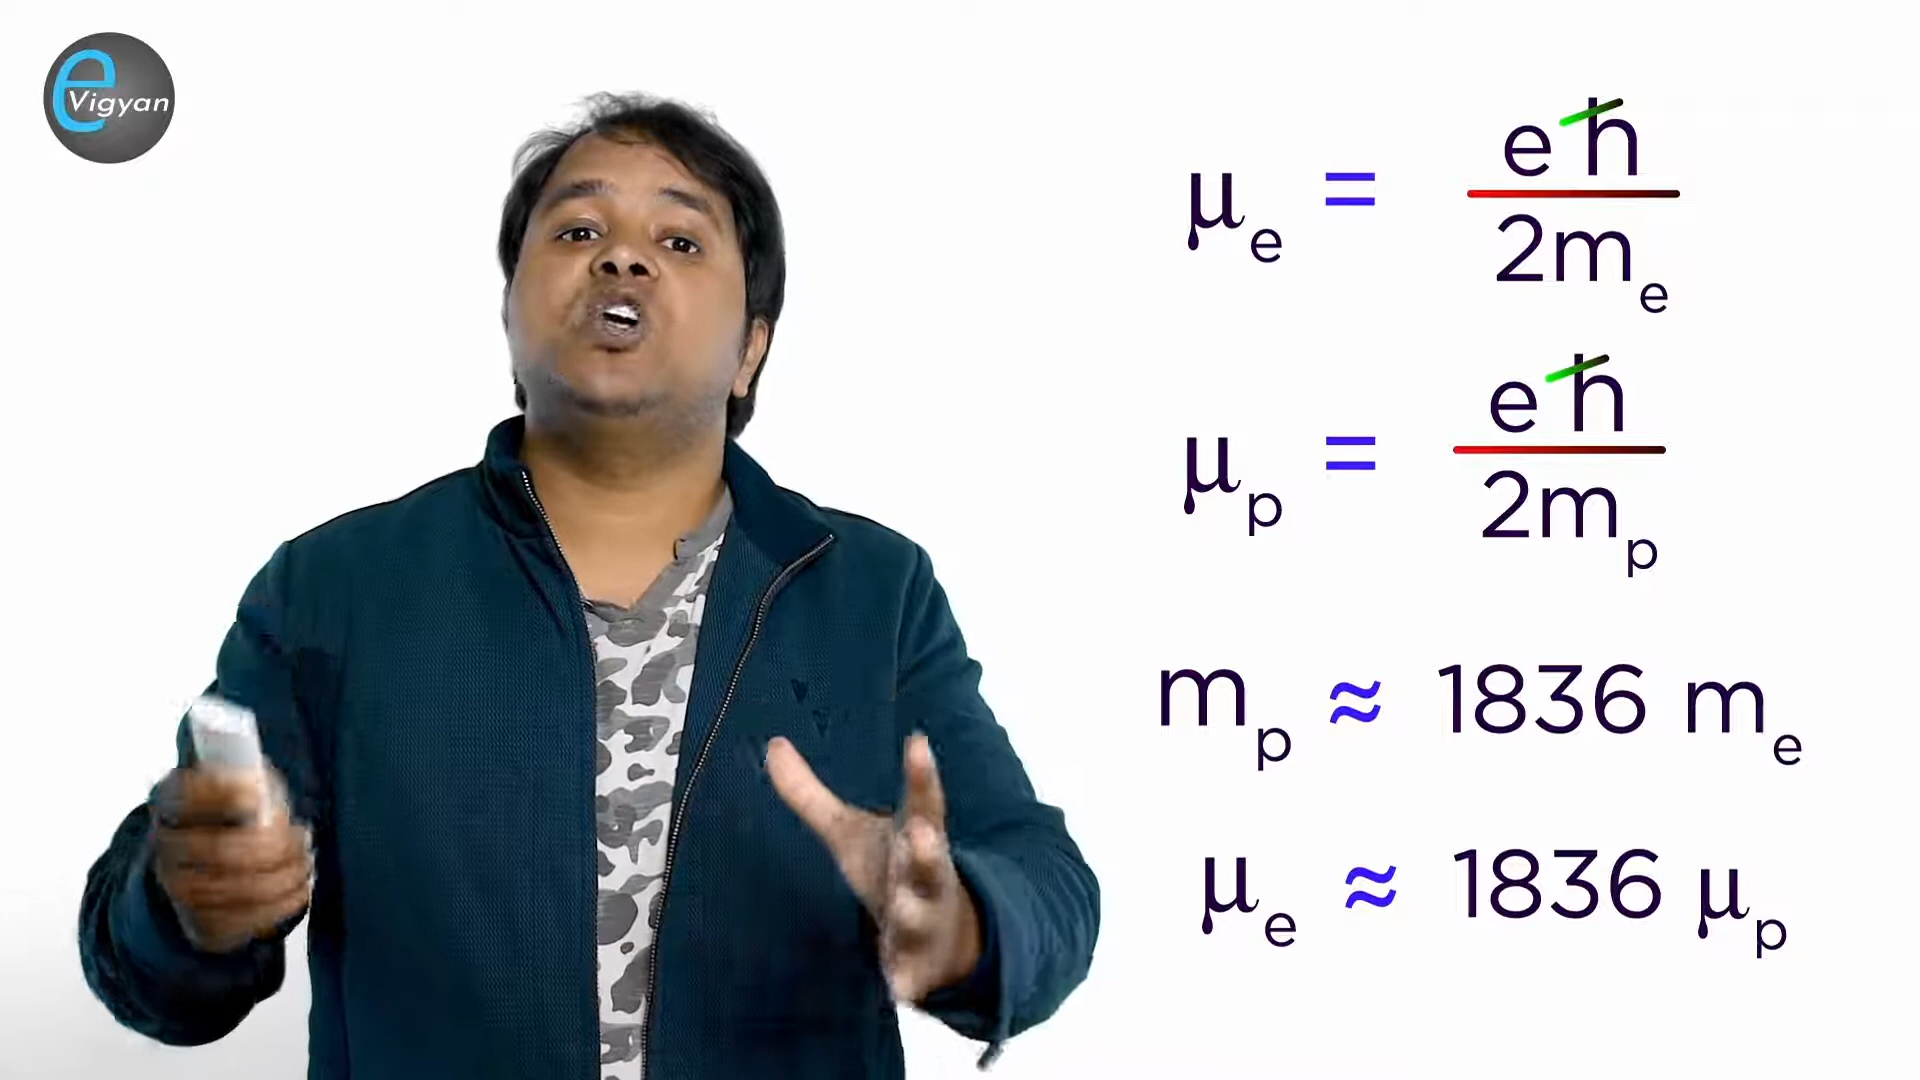 e Vigyan
μe = eħ / 2me
μp = eħ / 2mp
mp ≈ 1836 me
μe ≈ 1836 μp